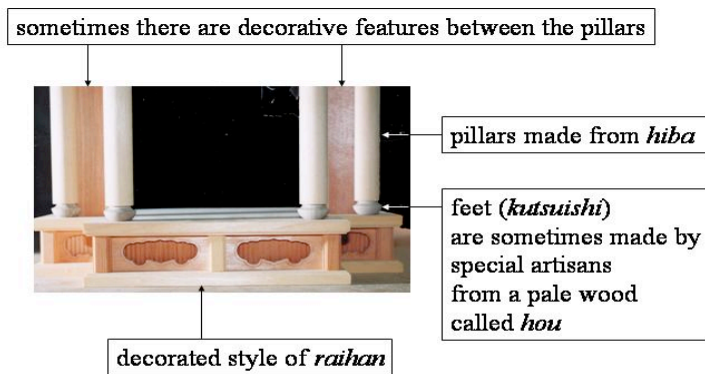 sometimes there are decorative features between the pillars
pillars made from hiba
feet (kutsuishi)
are sometimes made by
special artisans
from a pale wood
called hou
decorated style of raihan